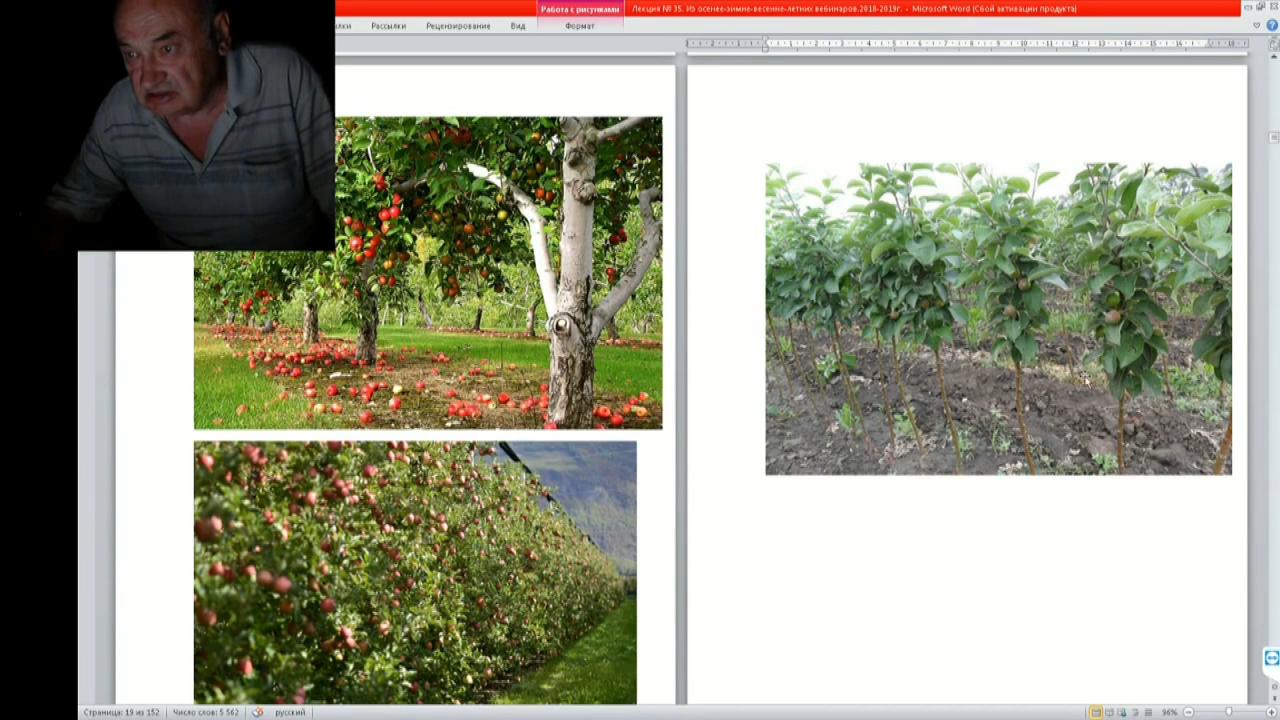 Работа с рисунками
Лекция № 35. Из осенее-зимне-весенне-летних вебинаров.2018-2019г. - Microsoft Word (Сбой активации продукта)
Рассылки
Рецензирование
Вид
Формат
Страница: 19 из 152
Число слов: 5 562
русский
96%